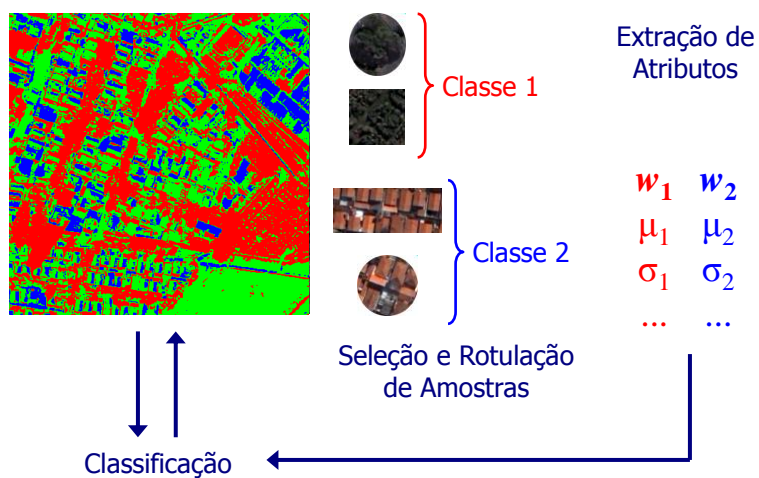 Classe 1
Classe 2
Seleção e Rotulação
de Amostras
Extração de
Atributos
w₁ w₂
μ₁ μ₂
σ₁ σ₂
... ...
Classificação